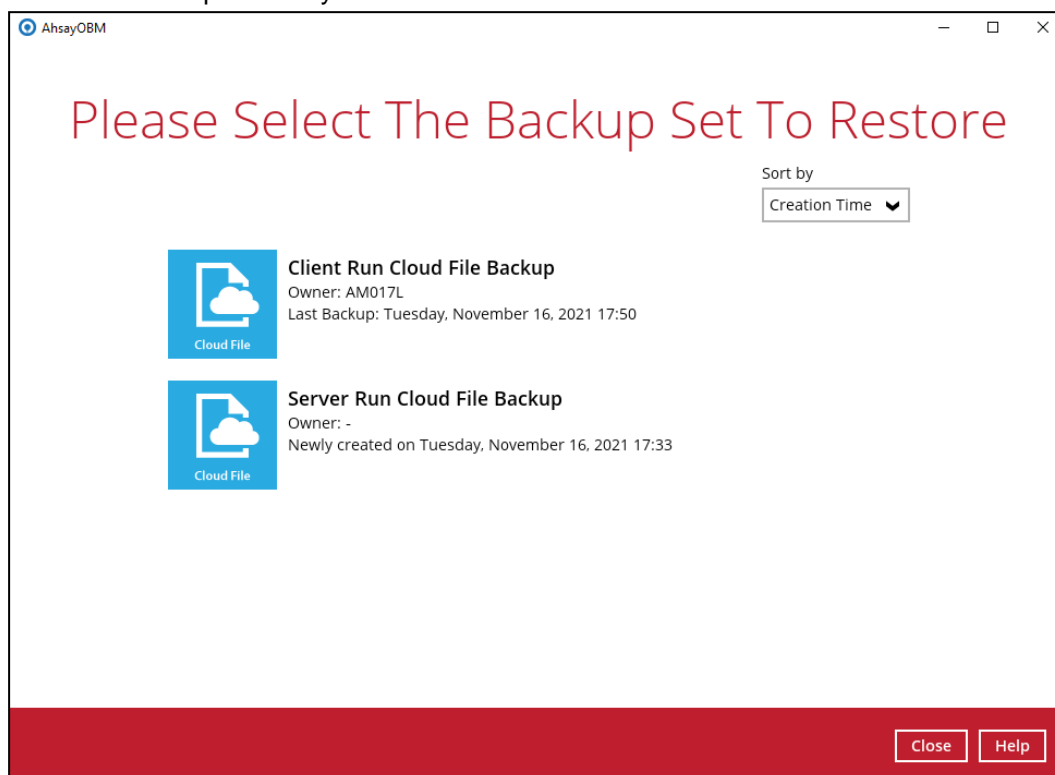 AhsayOBM
Please Select The Backup Set To Restore
Sort by
Creation Time
Client Run Cloud File Backup
Owner: AM017L
Last Backup: Tuesday, November 16, 2021 17:50
Cloud File
Server Run Cloud File Backup
Owner: -
Newly created on Tuesday, November 16, 2021 17:33
Cloud File
Close Help